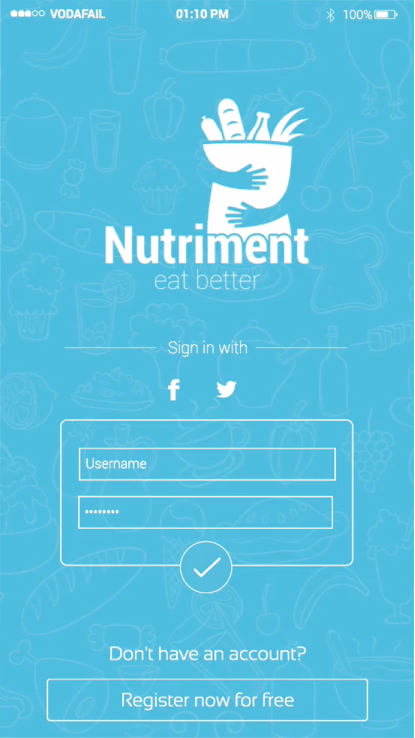 VODAFAIL 01:10 PM 100%
Nutriment
eat better
Sign in with
f
Username
••••••••
Don't have an account?
Register now for free